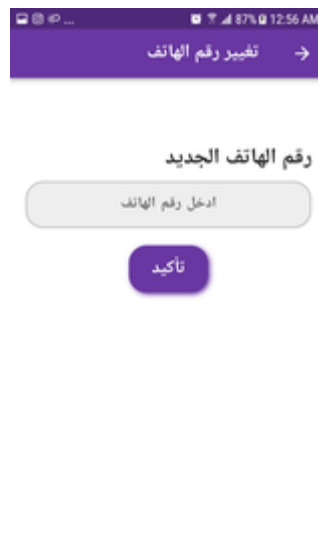 ... 87% 12:56 AM
تغيير رقم الهاتف
رقم الهاتف الجديد
ادخل رقم الهاتف
تأكيد